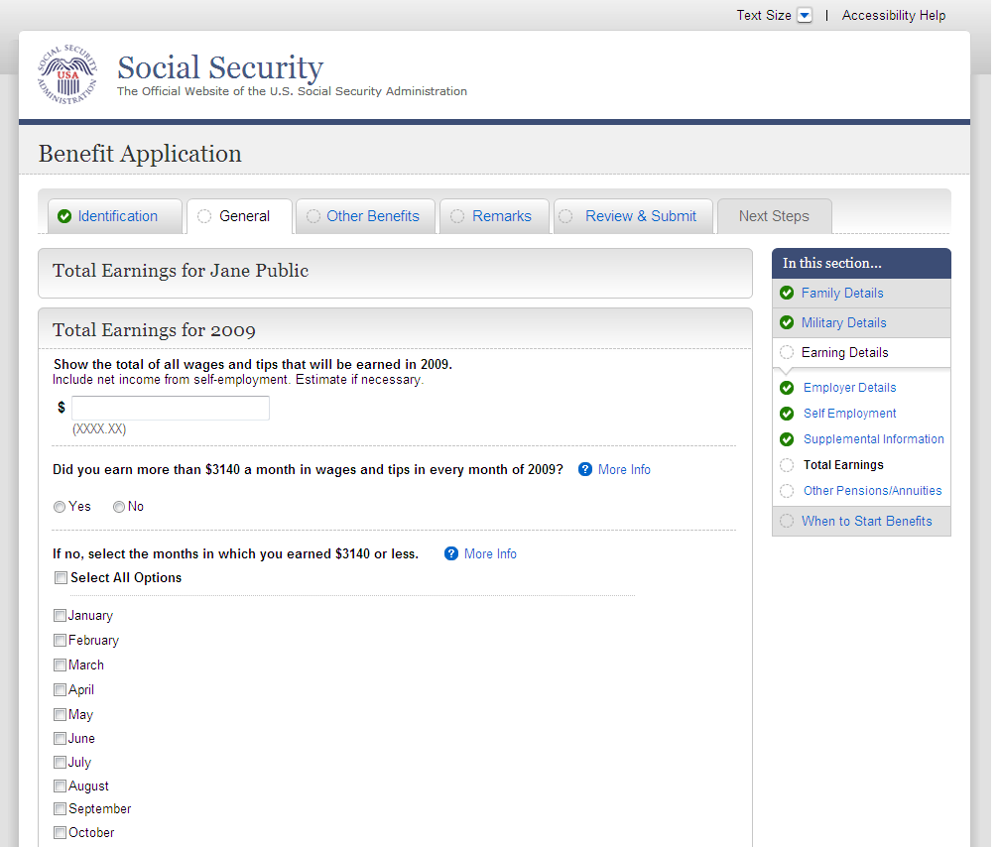 Text Size | Accessibility Help
SOCIAL SECURITY ADMINISTRATION
USA
Social Security
The Official Website of the U.S. Social Security Administration
Benefit Application
Identification General Other Benefits Remarks Review & Submit Next Steps
Total Earnings for Jane Public
Total Earnings for 2009
Show the total of all wages and tips that will be earned in 2009.
Include net income from self-employment. Estimate if necessary.
$
(XXXX.XX)
Did you earn more than $3140 a month in wages and tips in every month of 2009? ? More Info
Yes No
If no, select the months in which you earned $3140 or less. ? More Info
Select All Options
January
February
March
April
May
June
July
August
September
October
In this section...
Family Details
Military Details
Earning Details
Employer Details
Self Employment
Supplemental Information
Total Earnings
Other Pensions/Annuities
When to Start Benefits